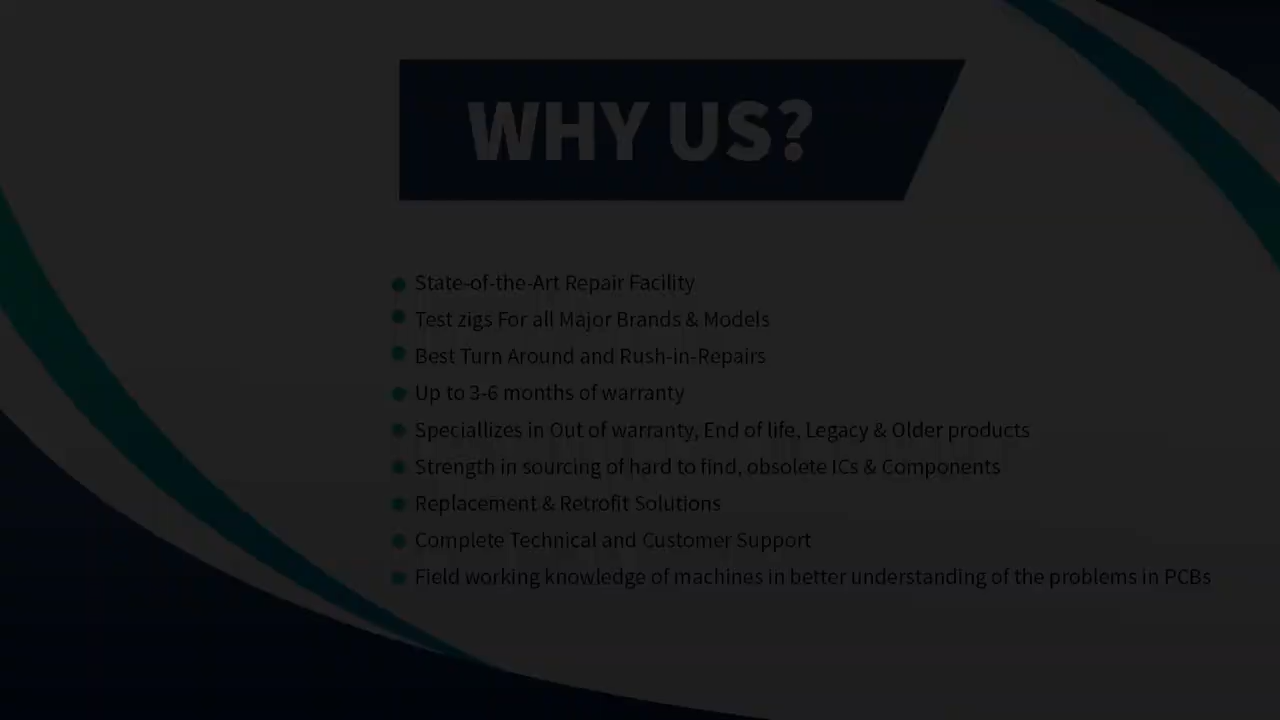 WHY US?
State-of-the-Art Repair Facility
Test zigs For all Major Brands & Models
Best Turn Around and Rush-in-Repairs
Up to 3-6 months of warranty
Speciallizes in Out of warranty, End of life, Legacy & Older products
Strength in sourcing of hard to find, obsolete ICs & Components
Replacement & Retrofit Solutions
Complete Technical and Customer Support
Field working knowledge of machines in better understanding of the problems in PCBs